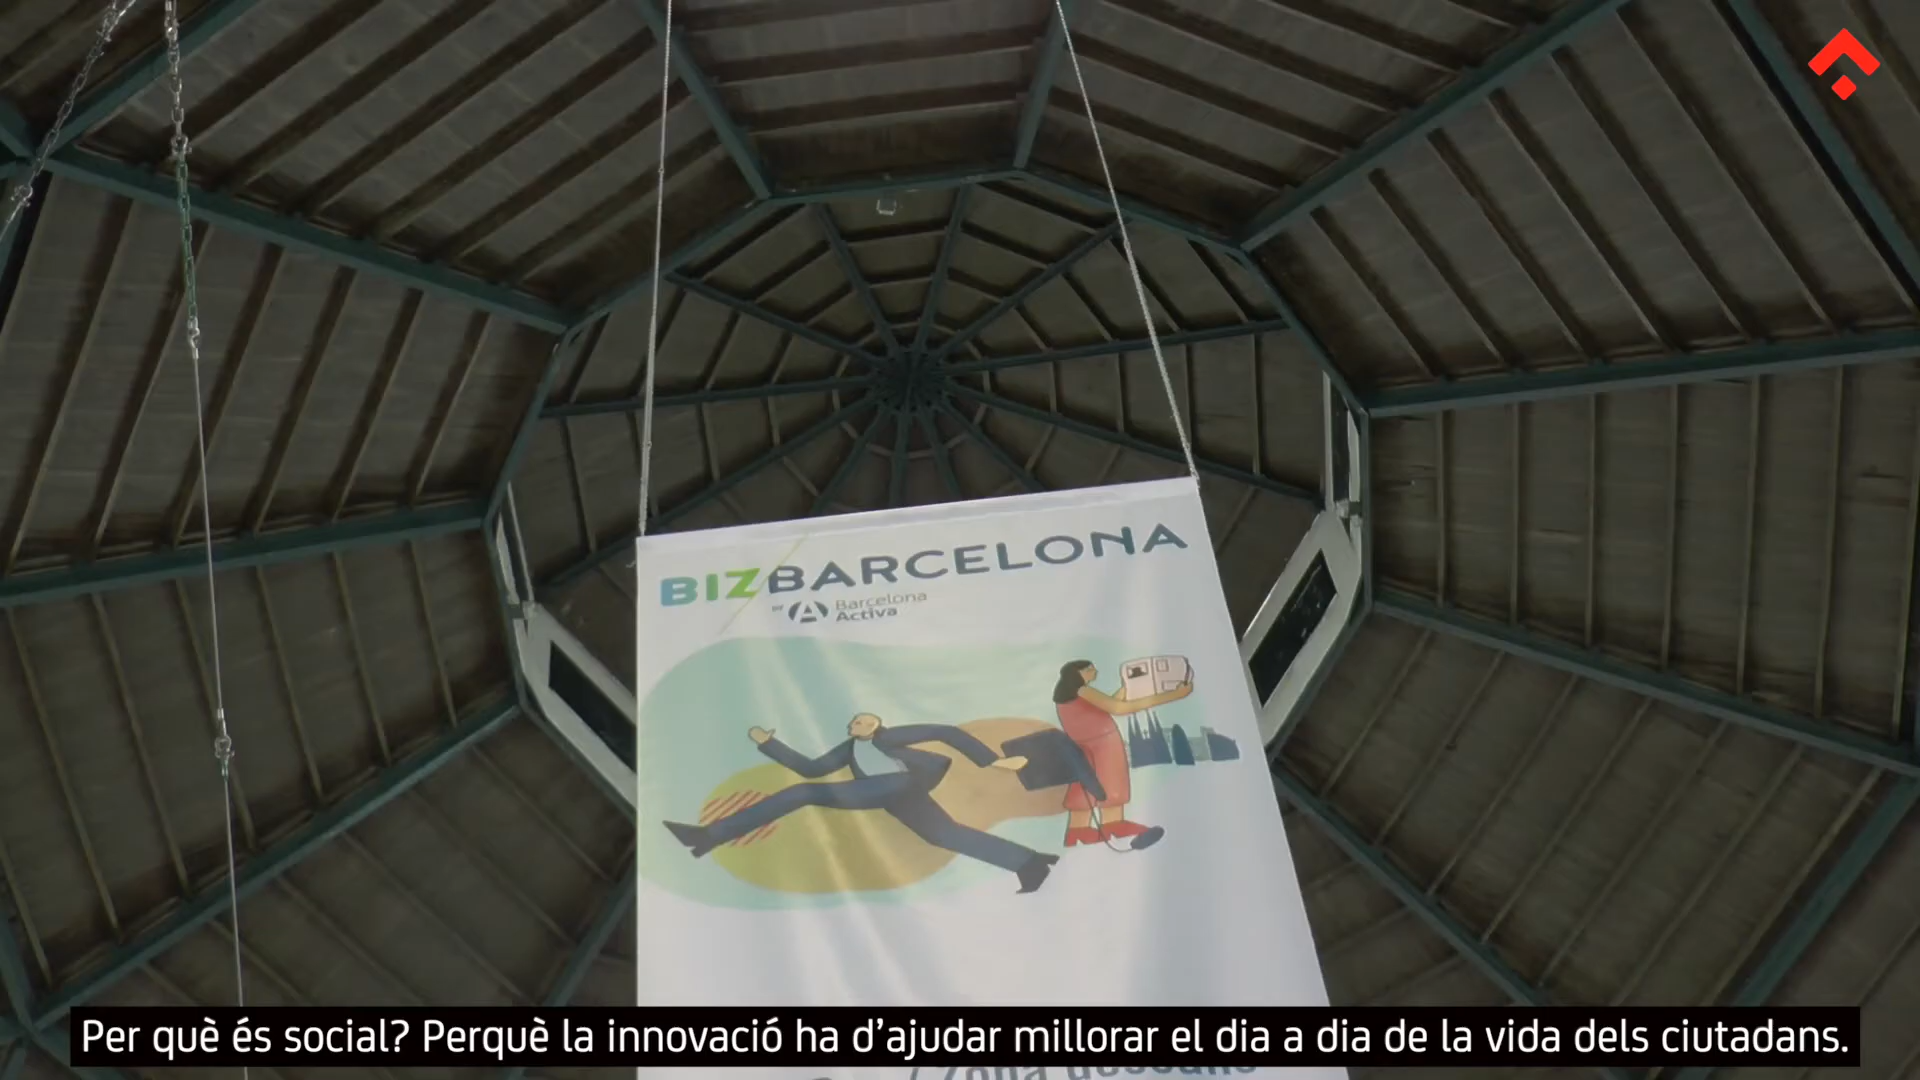 BIZBARCELONA
BY Barcelona
Activa
Per què és social? Perquè la innovació ha d'ajudar millorar el dia a dia de la vida dels ciutadans.